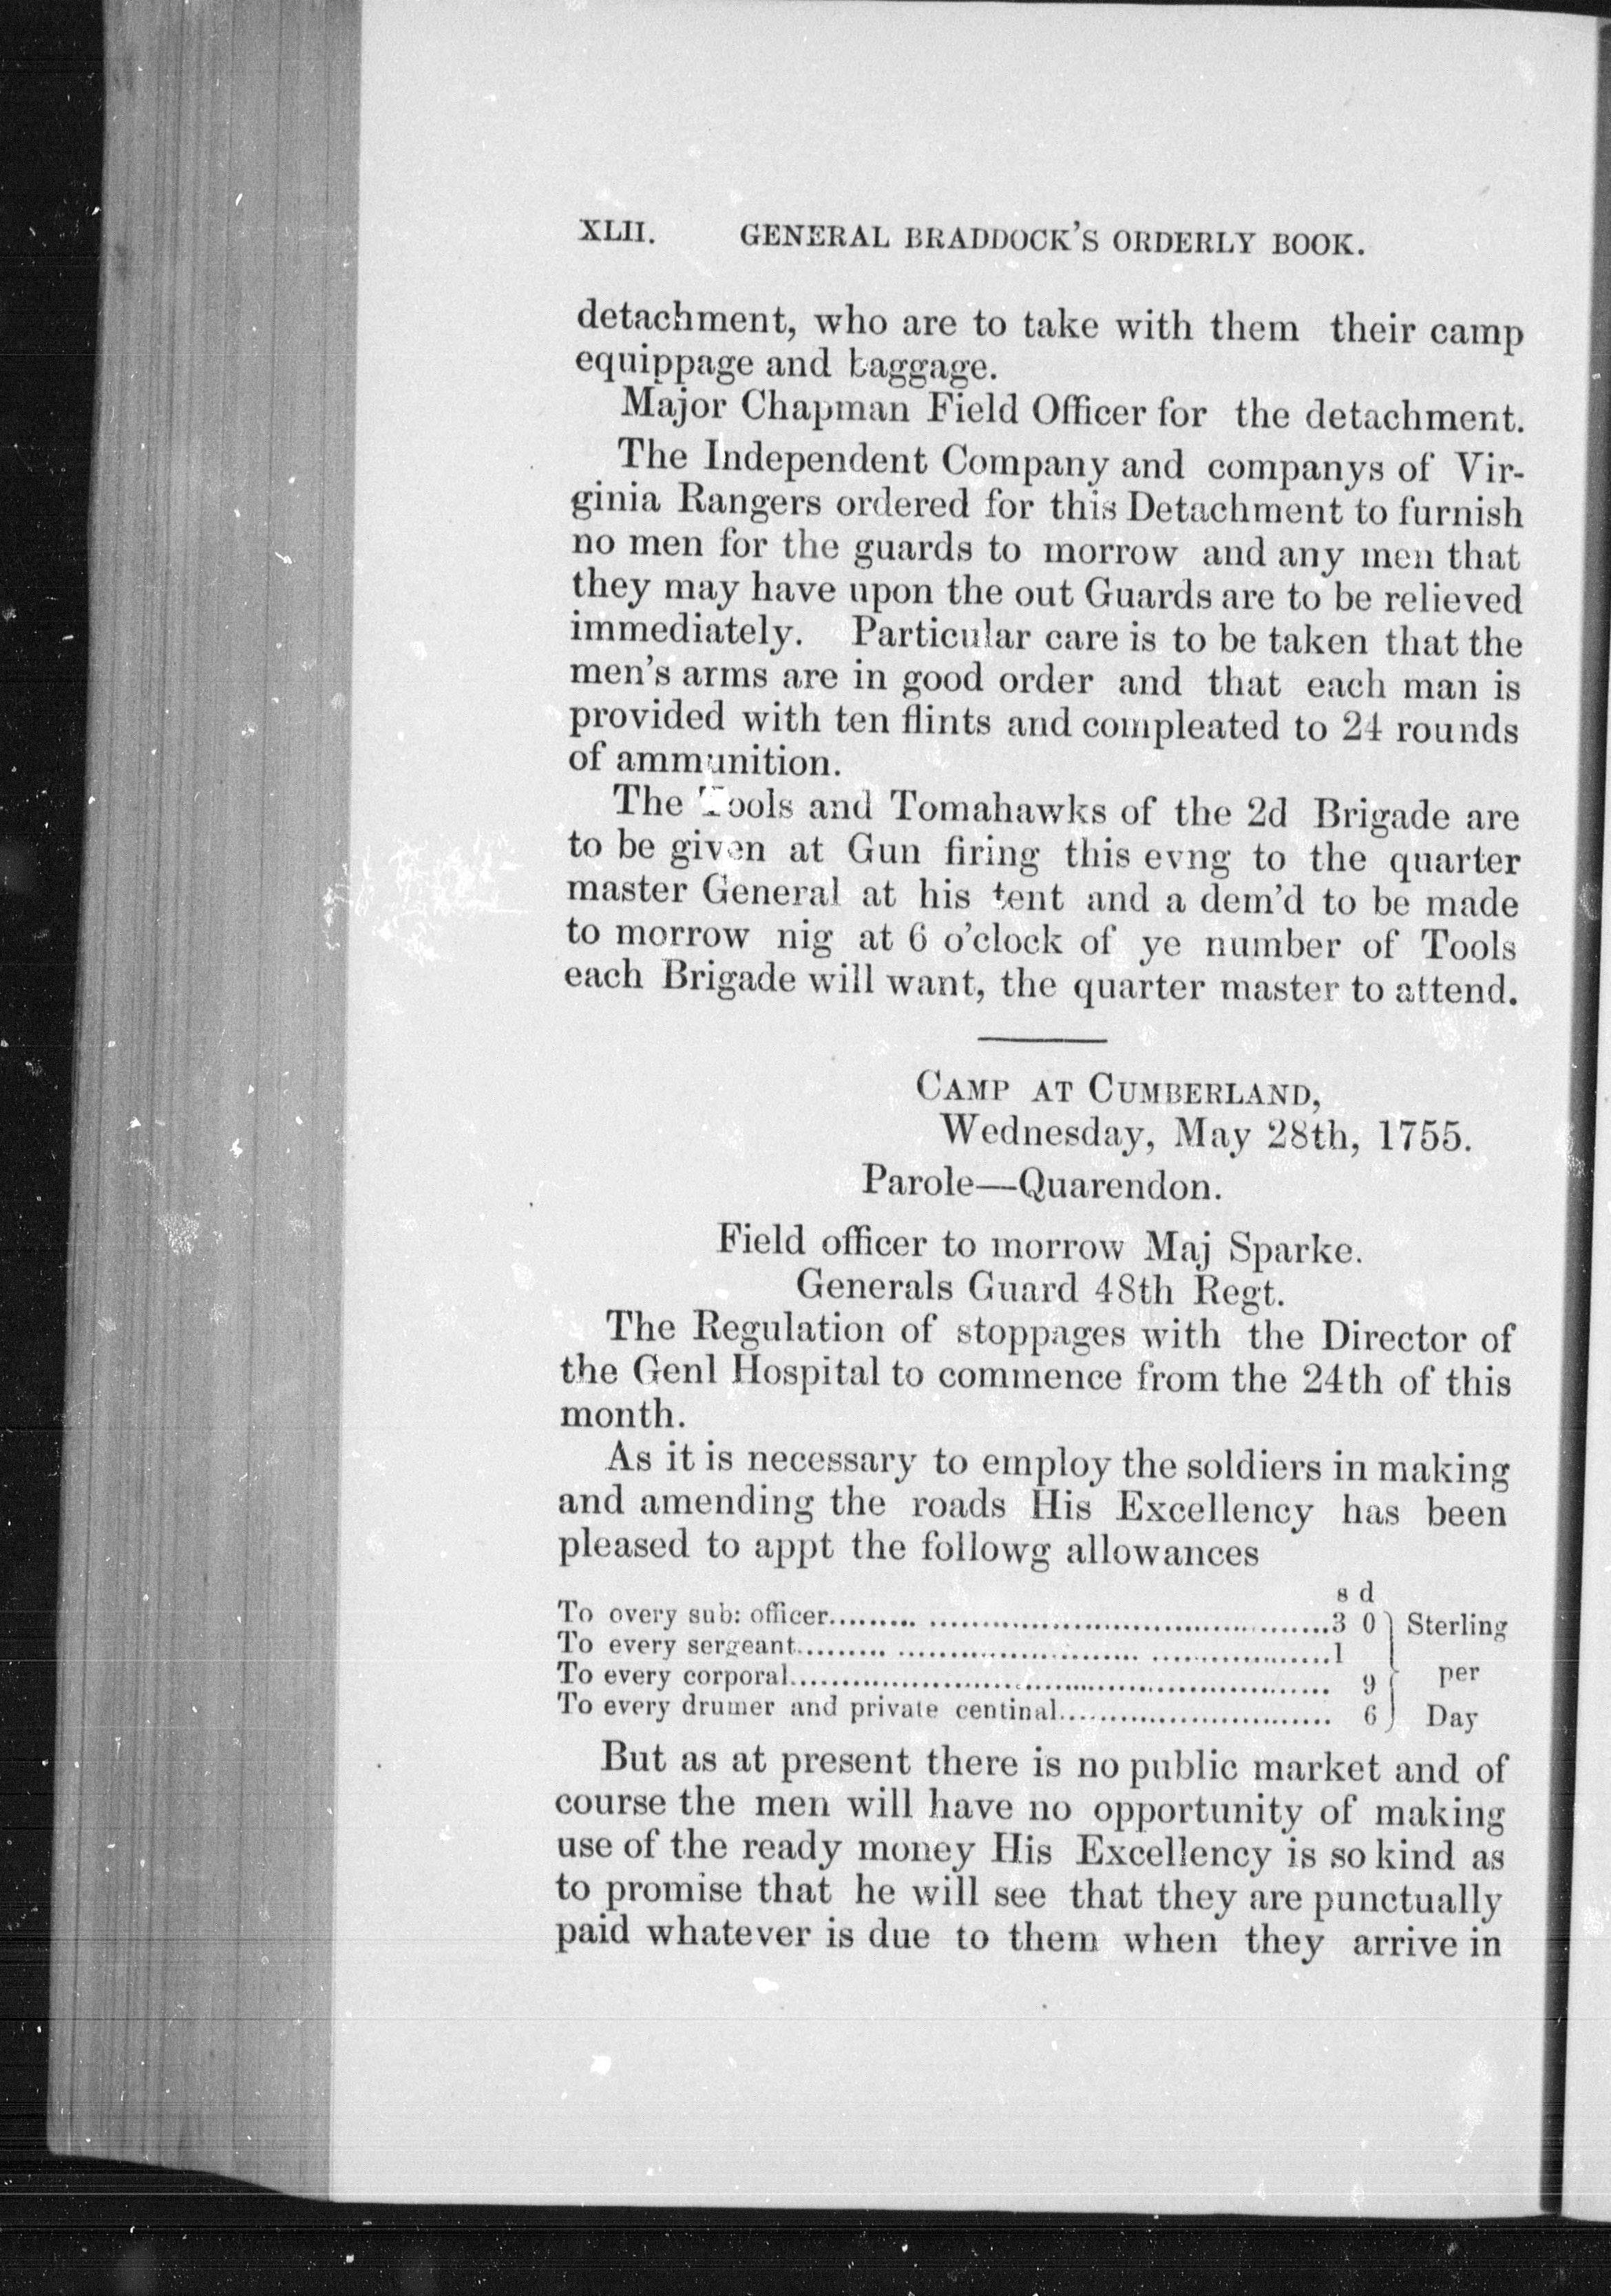 XLII. GENERAL BRADDOCK'S ORDERLY BOOK.
detachment, who are to take with them their camp
equippage and baggage.
Major Chapman Field Officer for the detachment.
The Independent Company and companys of Vir-
ginia Rangers ordered for this Detachment to furnish
no men for the guards to morrow and any men that
they may have upon the out Guards are to be relieved
immediately. Particular care is to be taken that the
men's arms are in good order and that each man is
provided with ten flints and compleated to 24 rounds
of ammunition.
The Tools and Tomahawks of the 2d Brigade are
to be given at Gun firing this evng to the quarter
master General at his tent and a dem'd to be made
to morrow nig at 6 o'clock of ye number of Tools
each Brigade will want, the quarter master to attend.
CAMP AT CUMBERLAND,
Wednesday, May 28th, 1755.
Parole—Quarendon.
Field officer to morrow Maj Sparke.
Generals Guard 48th Regt.
The Regulation of stoppages with the Director of
the Genl Hospital to commence from the 24th of this
month.
As it is necessary to employ the soldiers in making
and amending the roads His Excellency has been
pleased to appt the followg allowances
s d
To overy sub: officer.......................................................3 0 } Sterling
To every sergeant.......................................................1
To every corporal....................................................... 9 per
To every drumer and private centinal............................ 6 Day
But as at present there is no public market and of
course the men will have no opportunity of making
use of the ready money His Excellency is so kind as
to promise that he will see that they are punctually
paid whatever is due to them when they arrive in